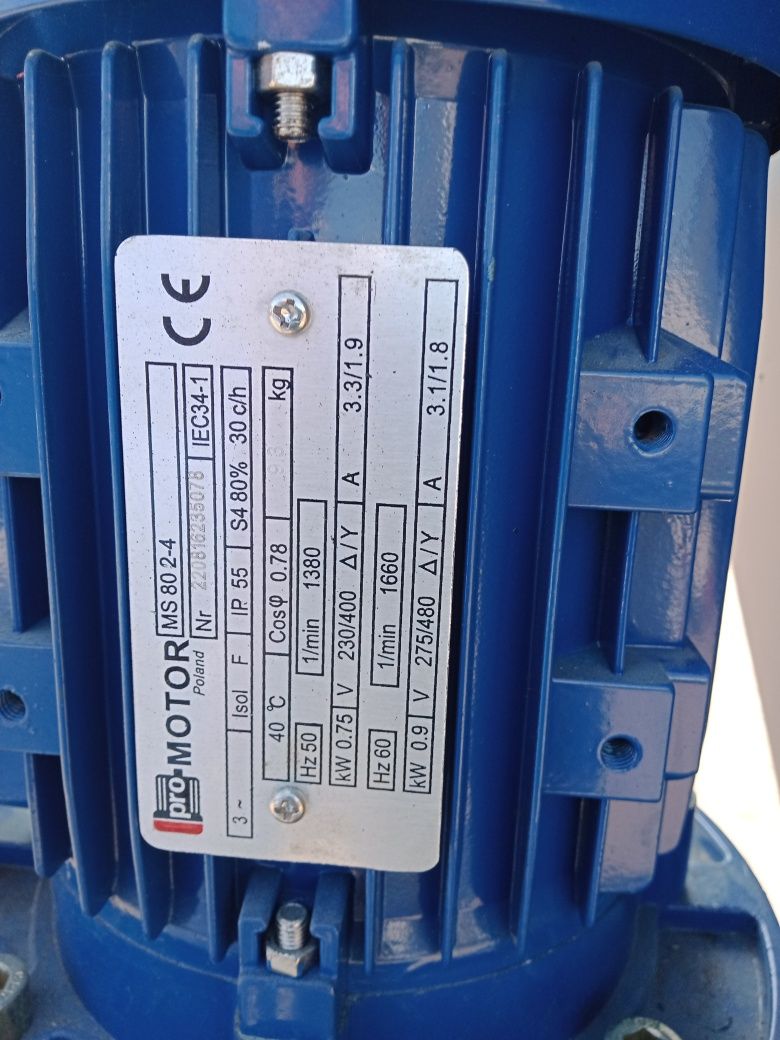 pro-MOTOR
Poland
MS 80 2-4
Nr 220816235078 IEC34-1
3~ Isol F IP 55 S4 80% 30 c/h
40 °C Cosφ 0.78 kg
Hz 50 1/min 1380
kW 0.75 V 230/400 Δ/Y A 3.3/1.9
Hz 60 1/min 1660
kW 0.9 V 275/480 Δ/Y A 3.1/1.8
CE